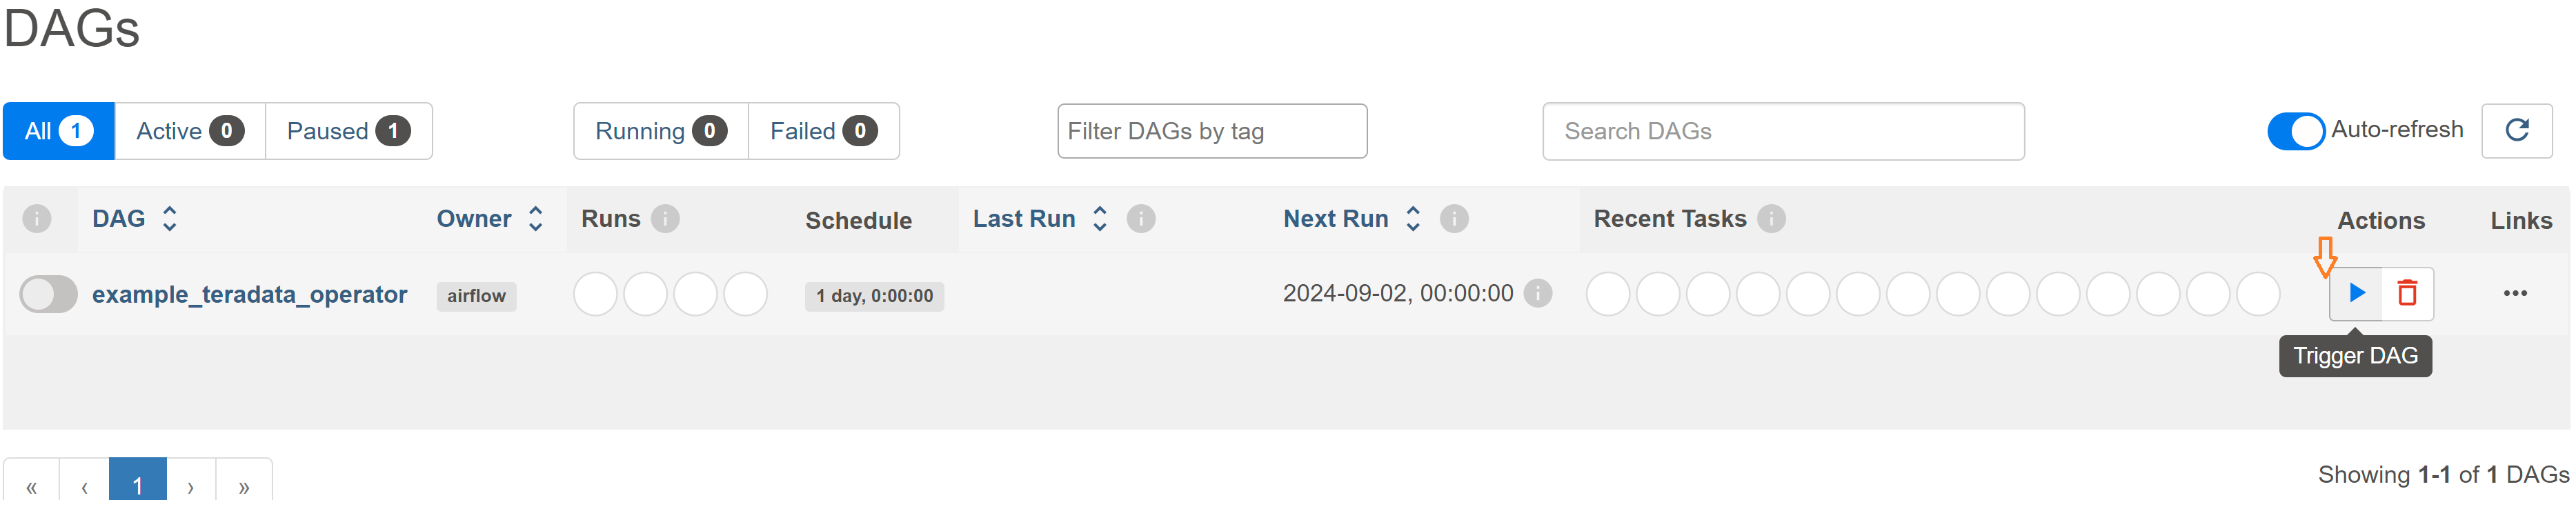 DAGs
All 1 Active 0 Paused 1 Running 0 Failed 0 Filter DAGs by tag Search DAGs Auto-refresh
i DAG Owner Runs i Schedule Last Run i Next Run i Recent Tasks i Actions Links
example_teradata_operator airflow 1 day, 0:00:00 2024-09-02, 00:00:00 i ...
Trigger DAG
« ‹ 1 › » Showing 1-1 of 1 DAGs